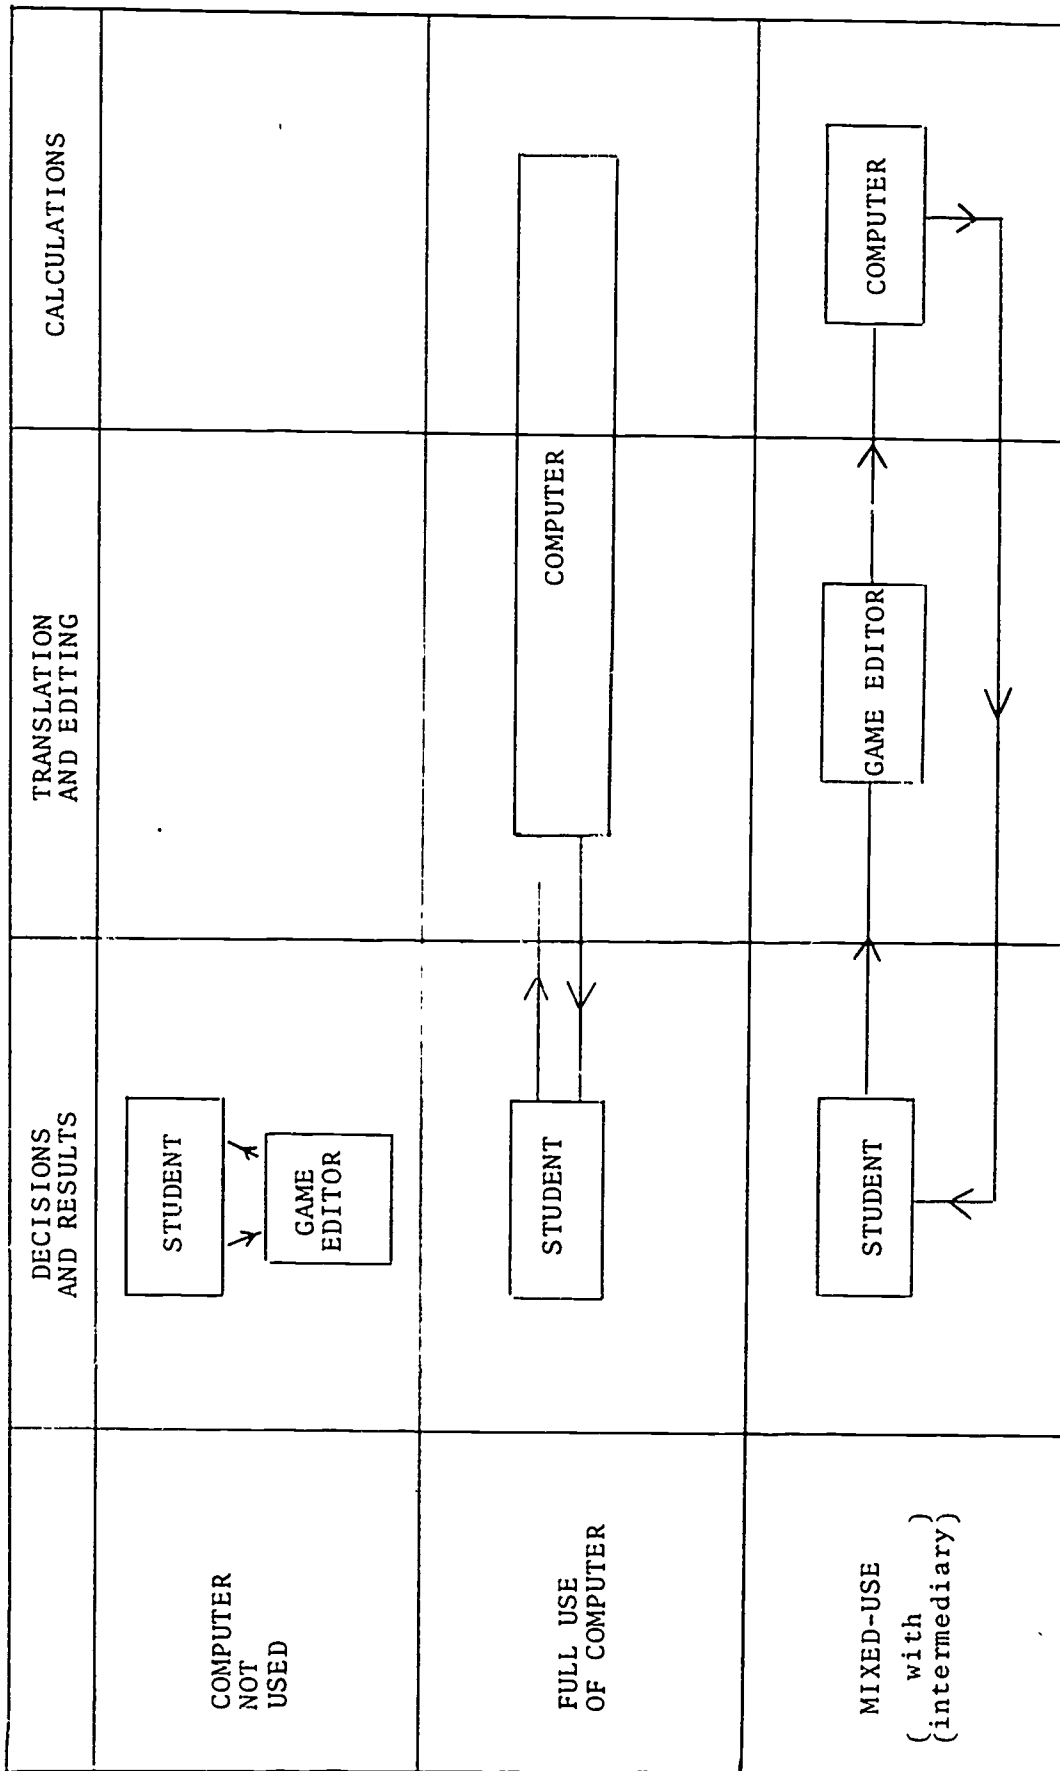 DECISIONS
AND RESULTS
TRANSLATION
AND EDITING
CALCULATIONS
COMPUTER
NOT
USED
STUDENT
GAME
EDITOR
FULL USE
OF COMPUTER
STUDENT
COMPUTER
MIXED-USE
( with )
(intermediary)
STUDENT
GAME EDITOR
COMPUTER